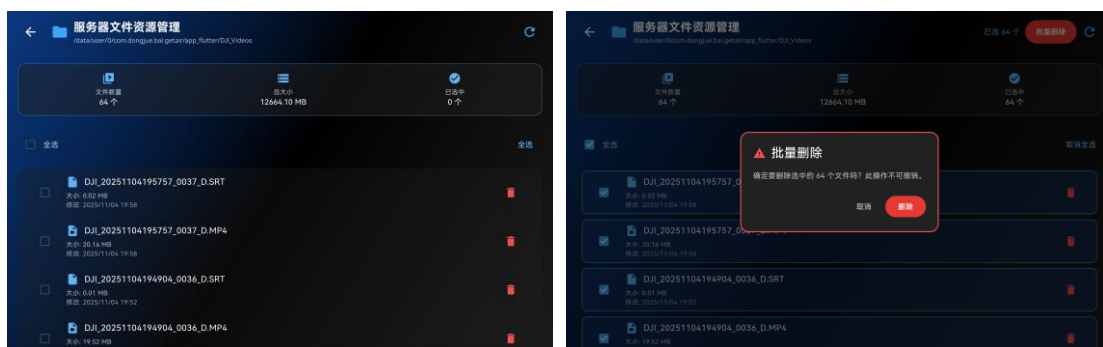 服务器文件资源管理
/data/user/0/com.dongjue.bai.getair/app_flutter/DJI_Videos
文件数量
64 个
总大小
12664.10 MB
已选中
0 个
全选
全选
DJI_20251104195757_0037_D.SRT
大小: 0.02 MB
修改: 2025/11/04 19:58
DJI_20251104195757_0037_D.MP4
大小: 20.16 MB
修改: 2025/11/04 19:58
DJI_20251104194904_0036_D.SRT
大小: 0.01 MB
修改: 2025/11/04 19:52
DJI_20251104194904_0036_D.MP4
大小: 19.52 MB
服务器文件资源管理
/data/user/0/com.dongjue.bai.getair/app_flutter/DJI_Videos
已选 64 个
批量删除
文件数量
64 个
总大小
12664.10 MB
已选中
64 个
全选
取消全选
批量删除
确定要删除选中的 64 个文件吗？此操作不可撤销。
取消
删除
DJI_20251104195757_0
大小: 0.02 MB
修改: 2025/11/04 19:58
DJI_20251104195757_00
大小: 20.16 MB
修改: 2025/11/04 19:58
DJI_20251104194904_0036_D.SRT
大小: 0.01 MB
修改: 2025/11/04 19:52
DJI_20251104194904_0036_D.MP4
大小: 19.52 MB